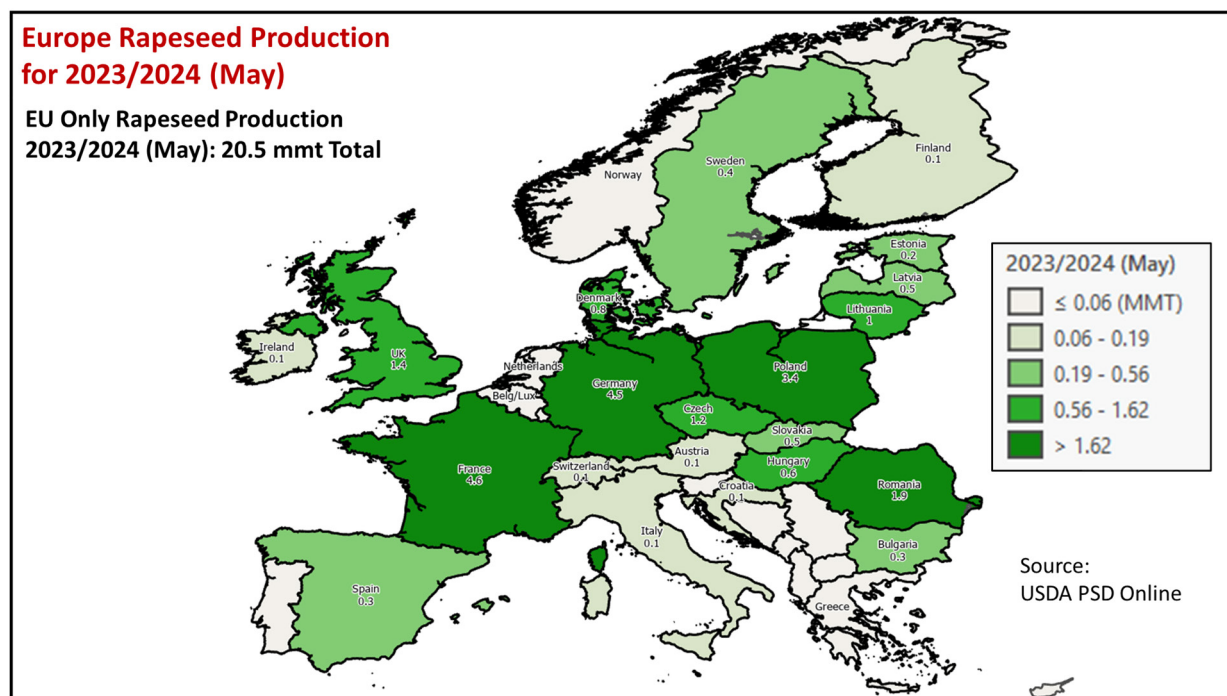 Europe Rapeseed Production
for 2023/2024 (May)
EU Only Rapeseed Production
2023/2024 (May): 20.5 mmt Total
Norway
Sweden
0.4
Finland
0.1
Estonia
0.2
Latvia
0.5
Lithuania
1
Denmark
0.8
Ireland
0.1
UK
1.4
Netherlands
Belg/Lux
Germany
4.5
Poland
3.4
Czech
1.2
Slovakia
0.5
Austria
0.1
Hungary
0.6
France
4.6
Switzerland
0.1
Croatia
0.1
Romania
1.9
Italy
0.1
Bulgaria
0.3
Spain
0.3
Greece
2023/2024 (May)
≤ 0.06 (MMT)
0.06 - 0.19
0.19 - 0.56
0.56 - 1.62
> 1.62
Source:
USDA PSD Online